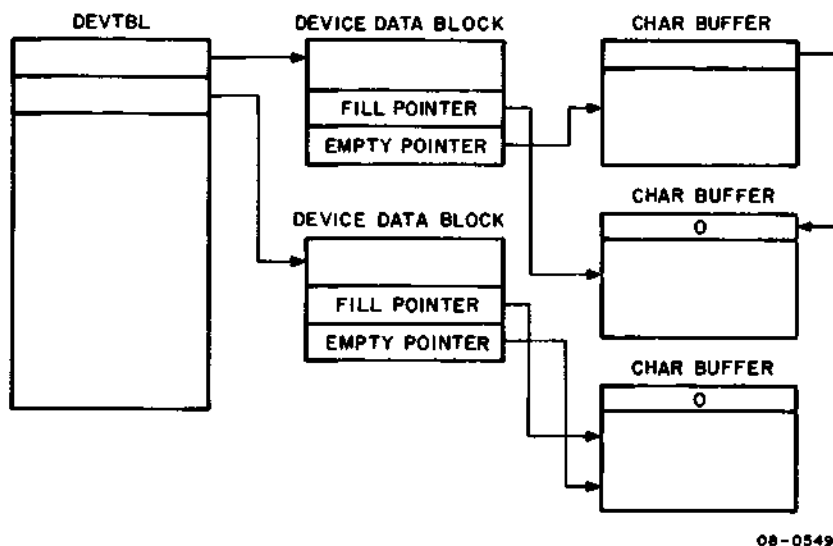 DEVTBL
DEVICE DATA BLOCK
CHAR BUFFER
FILL POINTER
EMPTY POINTER
DEVICE DATA BLOCK
CHAR BUFFER
0
FILL POINTER
EMPTY POINTER
CHAR BUFFER
0
08-0549